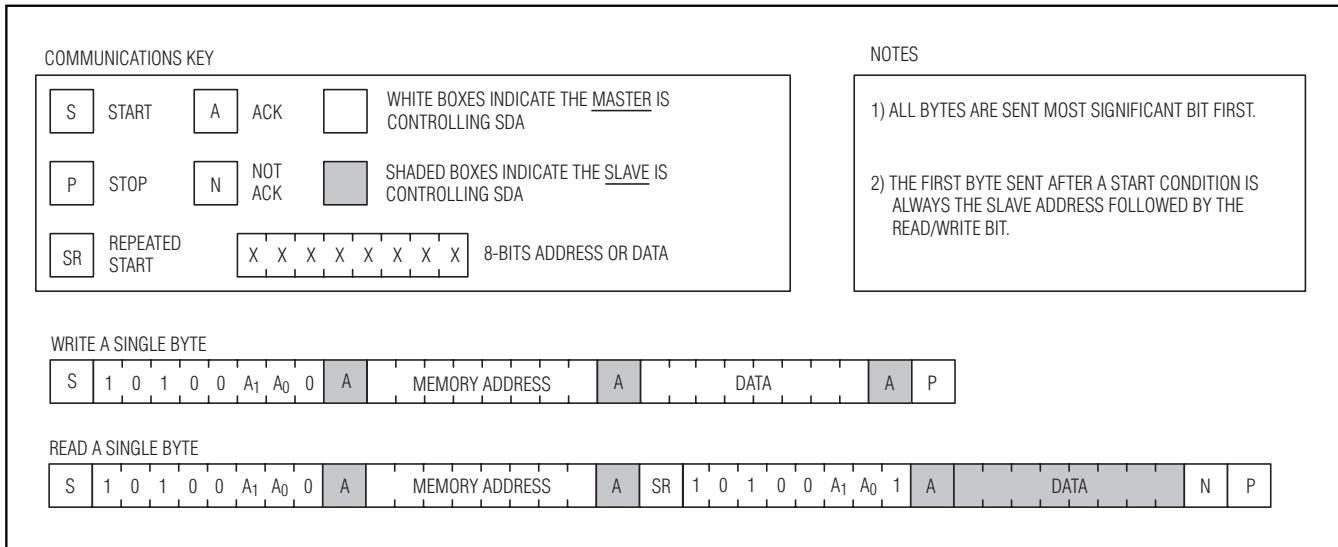 COMMUNICATIONS KEY
S START A ACK WHITE BOXES INDICATE THE MASTER IS
CONTROLLING SDA
P STOP N NOT
ACK SHADED BOXES INDICATE THE SLAVE IS
CONTROLLING SDA
SR REPEATED
START X X X X X X X X 8-BITS ADDRESS OR DATA
NOTES
1) ALL BYTES ARE SENT MOST SIGNIFICANT BIT FIRST.
2) THE FIRST BYTE SENT AFTER A START CONDITION IS
ALWAYS THE SLAVE ADDRESS FOLLOWED BY THE
READ/WRITE BIT.
WRITE A SINGLE BYTE
S 1 0 1 0 0 A1 A0 0 A MEMORY ADDRESS A DATA A P
READ A SINGLE BYTE
S 1 0 1 0 0 A1 A0 0 A MEMORY ADDRESS A SR 1 0 1 0 0 A1 A0 1 A DATA N P